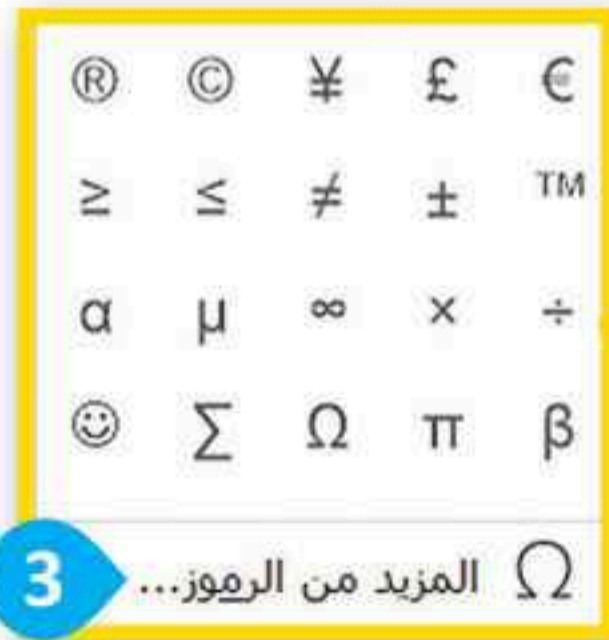 € £ ¥ © ®
™ ± ≠ ≤ ≥
÷ × ∞ µ α
β π Ω ∑ ☺
Ω المزيد من الرموز...
3